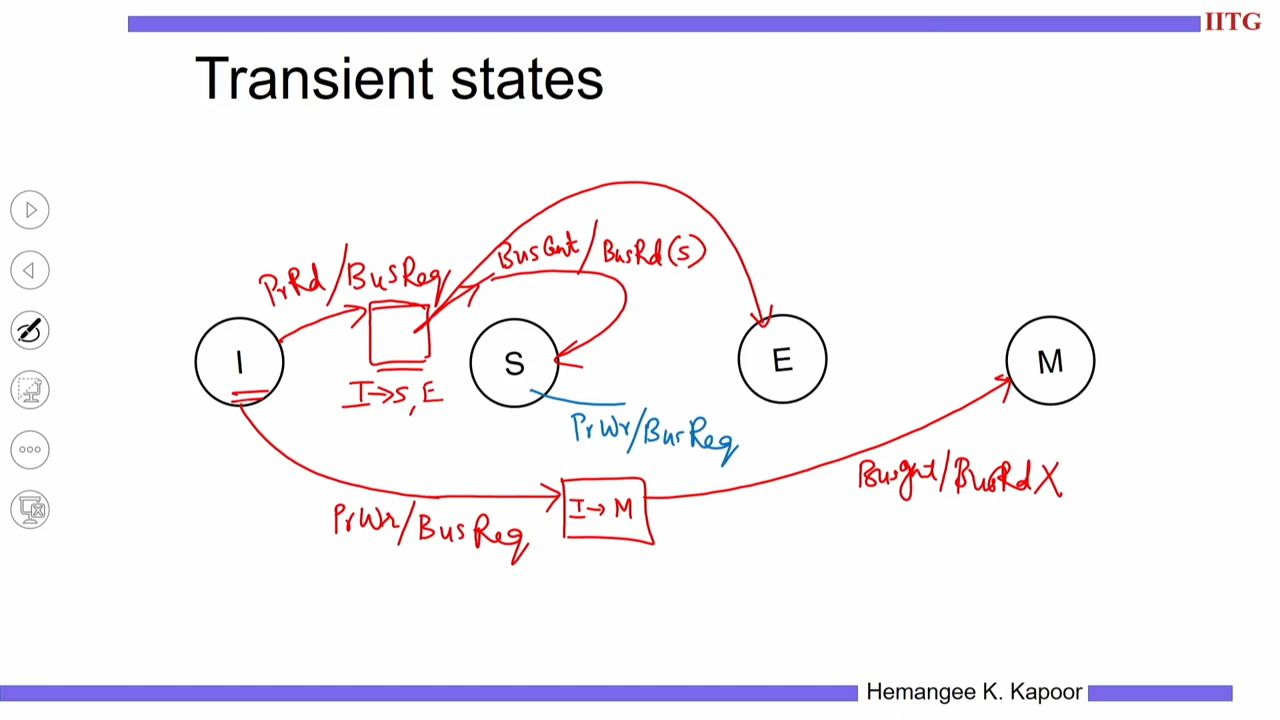 IITG
Transient states
BusGnt/BusRd(S)
PrRd/BusReq
I
S
E
M
I→S,E
PrWr/BusReq
BusGnt/BusRdX
I→M
PrWr/BusReq
Hemangee K. Kapoor